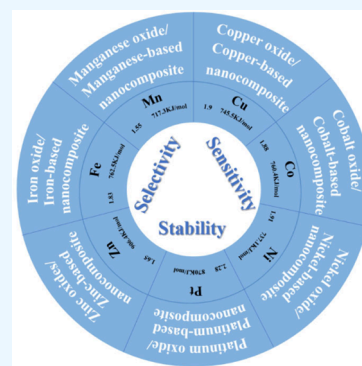 Manganese oxide/
Manganese-based
nanocomposite
Mn
1.55 717.3KJ/mol
Copper oxide/
Copper-based
nanocomposite
Cu
1.9 745.5KJ/mol
Cobalt oxide/
Cobalt-based
nanocomposite
Co
1.88 760.4KJ/mol
Nickel oxide/
Nickel-based
nanocomposite
Ni
1.91 737.1KJ/mol
Platinum oxide/
Platinum-based
nanocomposite
Pt
2.28 870KJ/mol
Zinc oxides/
Zinc-based
nanocomposite
Zn
1.65 906.4KJ/mol
Iron oxide/
Iron-based
nanocomposite
Fe
1.83 762.5KJ/mol
Selectivity
Sensitivity
Stability